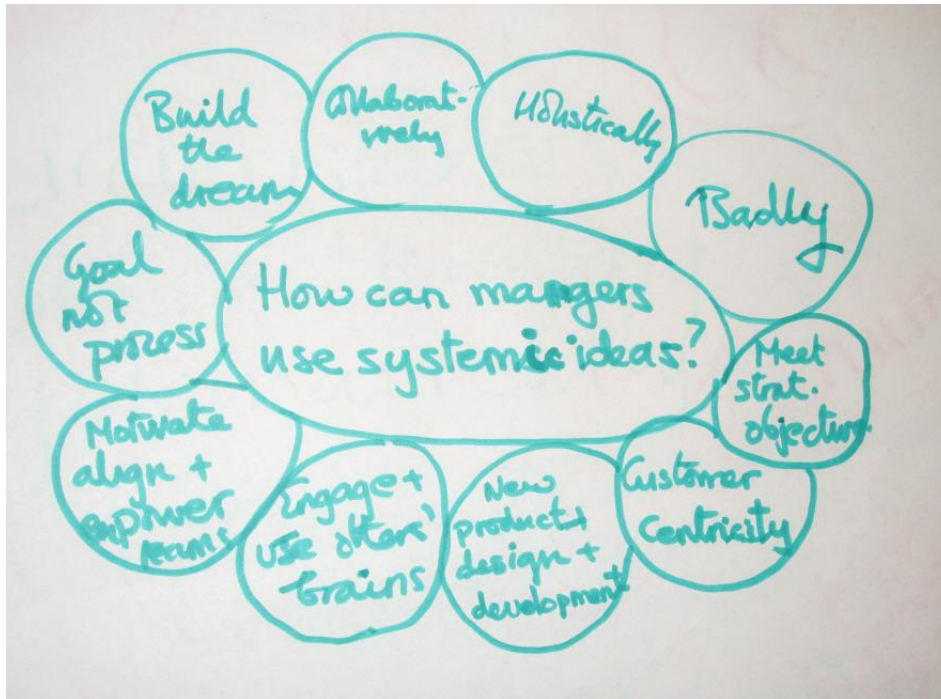 How can mangers
use systemic ideas?
Build
the
dream
Collaborat-
ively
Holistically
Badly
Meet
strat.
objectives
Customer
Centricity
New
product
design +
development
Engage +
use others'
brains
Motivate
align +
empower
teams
Goal
not
process